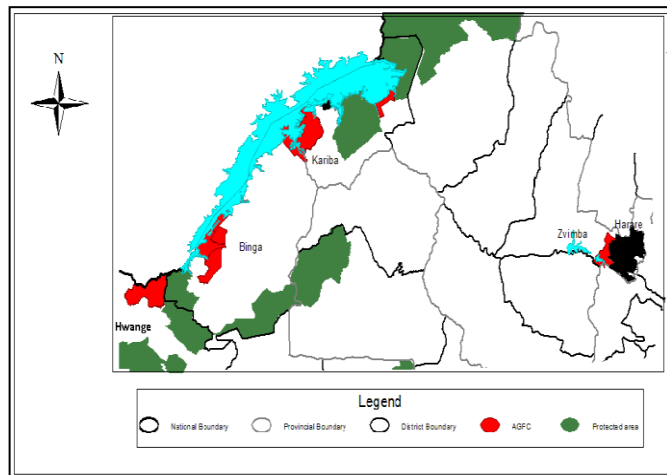 N
Kariba
Harare
Zvimba
Binga
Hwange
Legend
National Boundary
Provincial Boundary
District Boundary
AGFC
Protected area